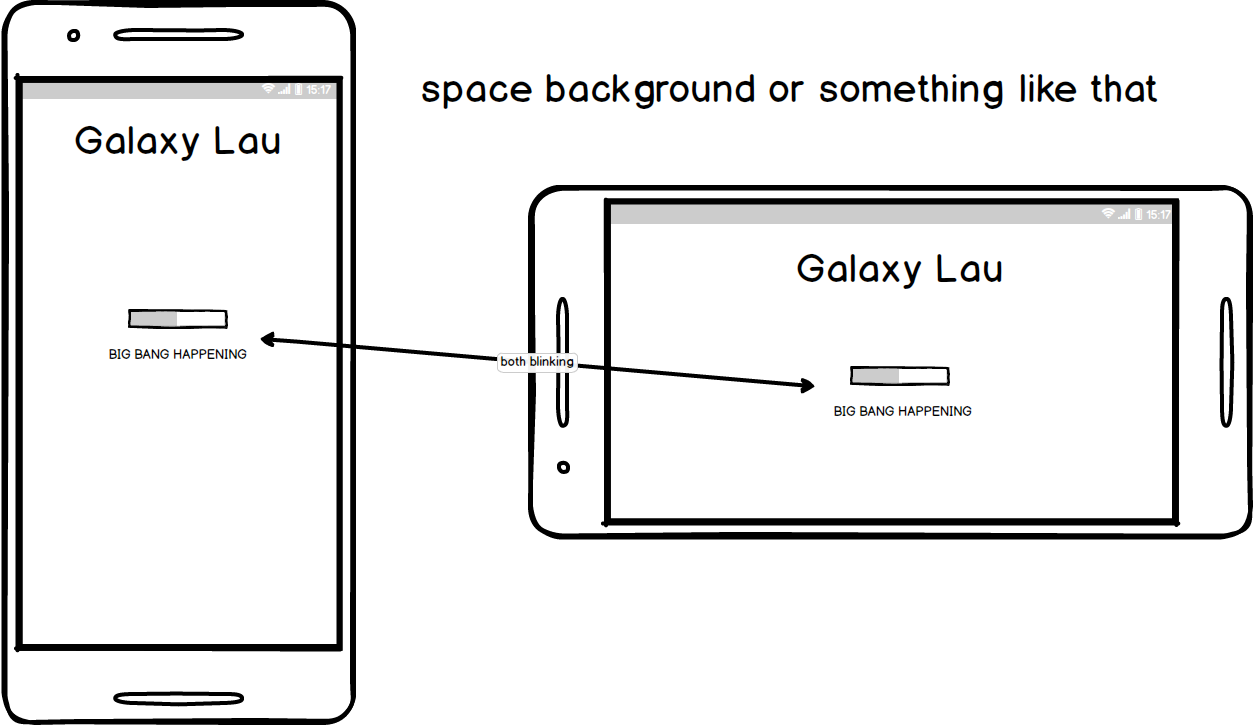 15:17
Galaxy Lau
BIG BANG HAPPENING
space background or something like that
both blinking
15:17
Galaxy Lau
BIG BANG HAPPENING